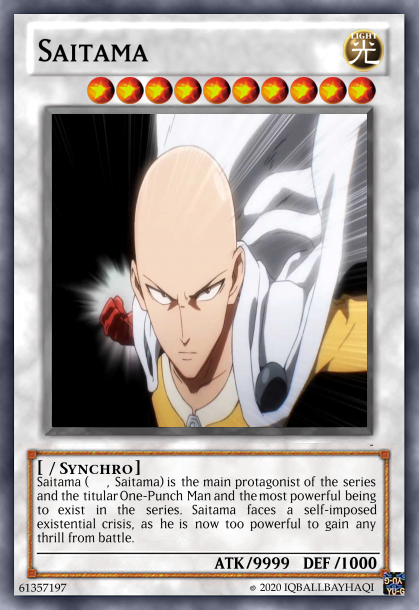 SAITAMA
LIGHT
光
[ / SYNCHRO]
Saitama ( , Saitama) is the main protagonist of the series
and the titular One-Punch Man and the most powerful being
to exist in the series. Saitama faces a self-imposed
existential crisis, as he is now too powerful to gain any
thrill from battle.
ATK/9999 DEF/1000
61357197
© 2020 IQBALLBAYHAQI
YU-G